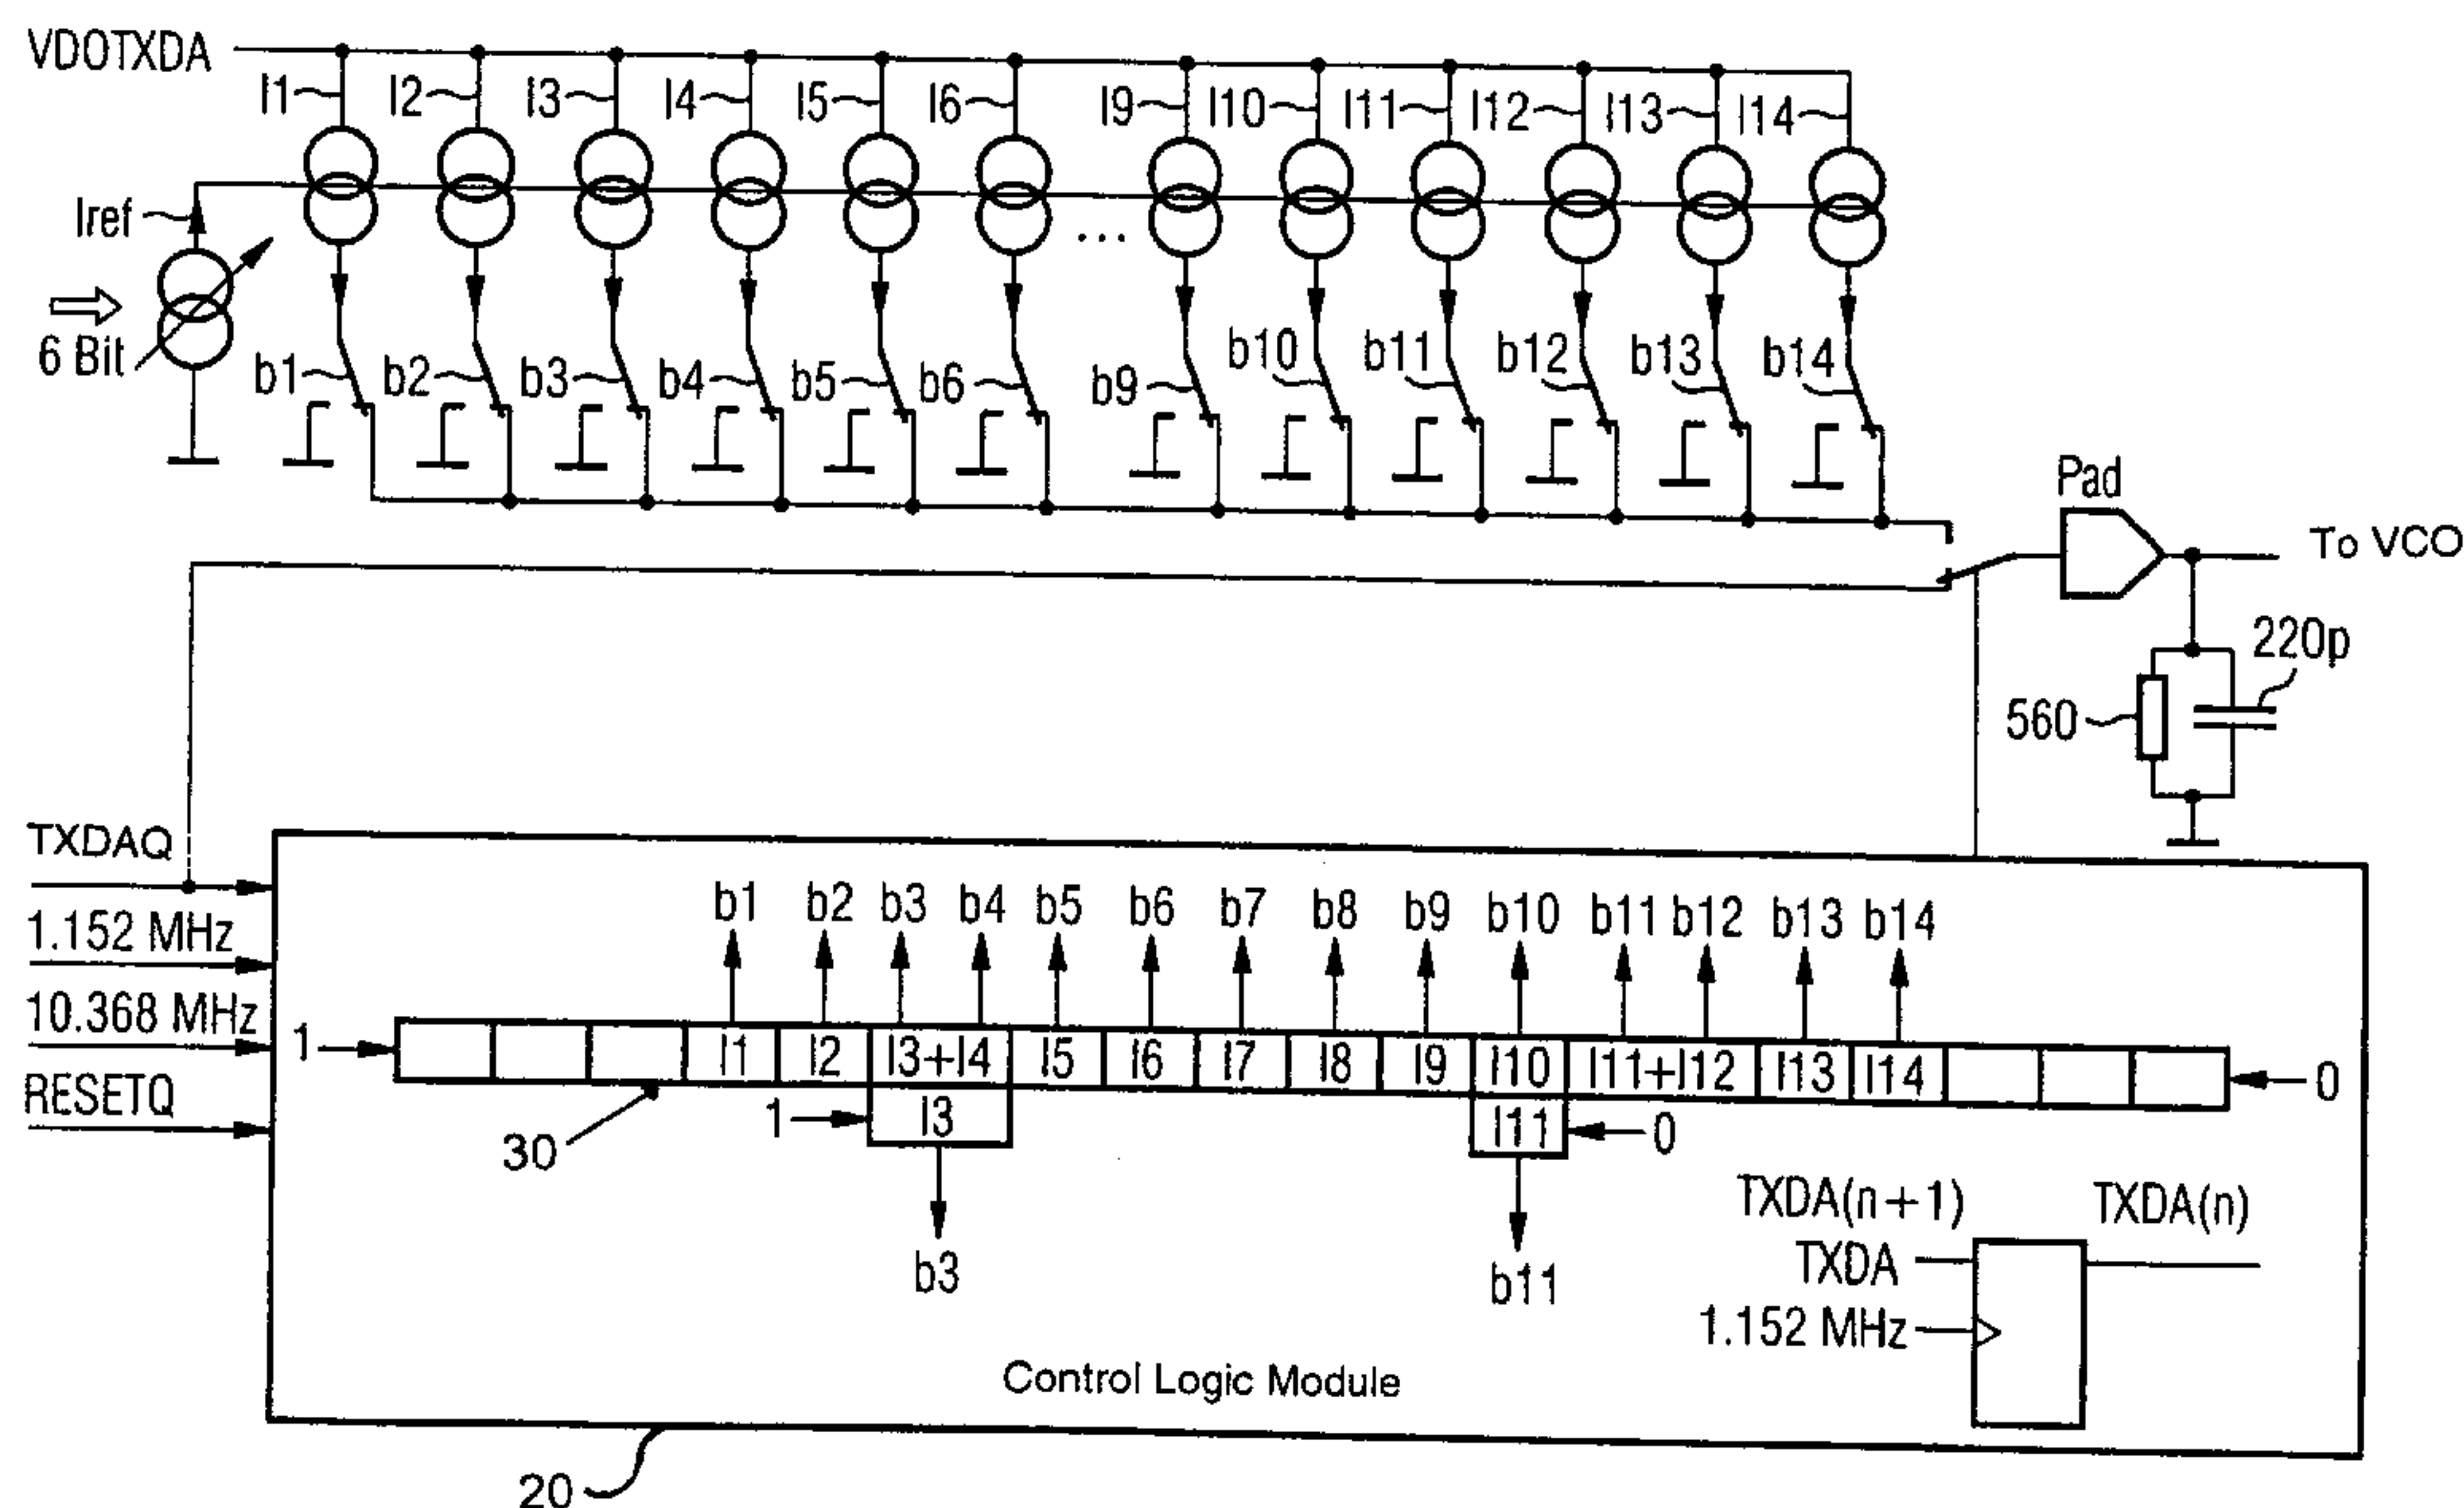 VDOTXDA
I1 I2 I3 I4 I5 I6 I9 I10 I11 I12 I13 I14
Iref
...
6 Bit
b1 b2 b3 b4 b5 b6 b9 b10 b11 b12 b13 b14
Pad
To VCO
220p
560
TXDAQ
1.152 MHz
10.368 MHz
RESETQ
b1 b2 b3 b4 b5 b6 b7 b8 b9 b10 b11 b12 b13 b14
1 I1 I2 I3+I4 I5 I6 I7 I8 I9 I10 I11+I12 I13 I14 0
1 I3 I11 0
30
b3 b11
TXDA(n+1) TXDA(n)
TXDA
1.152 MHz
Control Logic Module
20